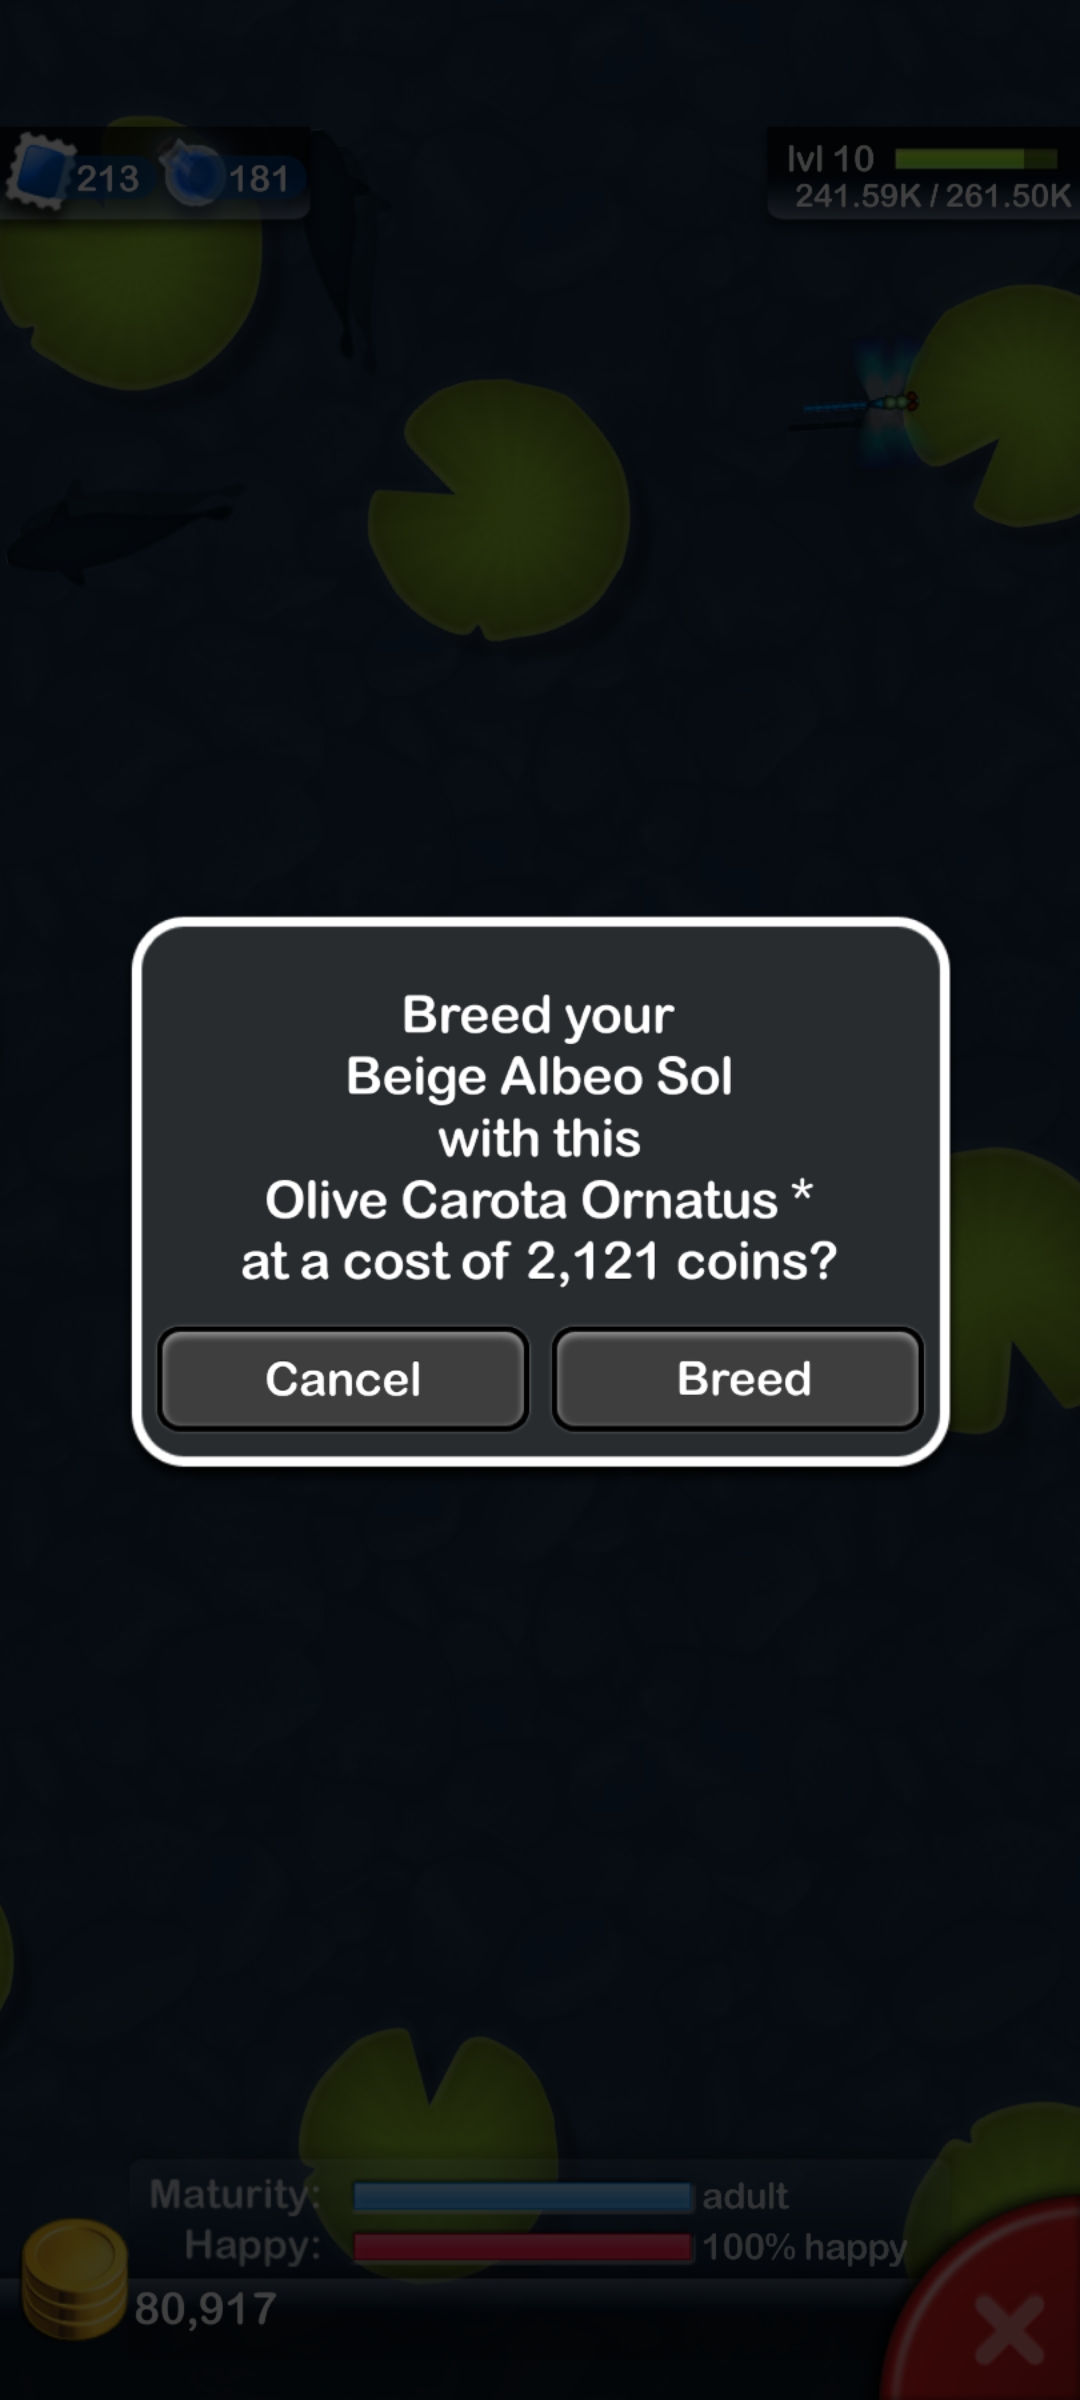 213 181
lvl 10
241.59K / 261.50K
Breed your
Beige Albeo Sol
with this
Olive Carota Ornatus *
at a cost of 2,121 coins?
Cancel Breed
Maturity: adult
Happy: 100% happy
80,917